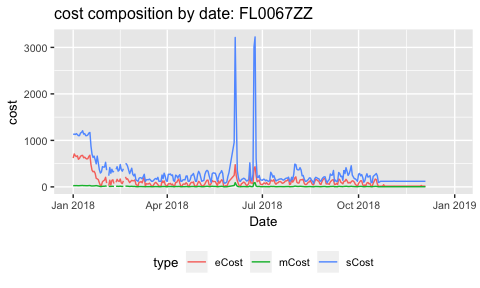 cost composition by date: FL0067ZZ
cost
3000
2000
1000
0
Jan 2018 Apr 2018 Jul 2018 Oct 2018 Jan 2019
Date
type eCost mCost sCost